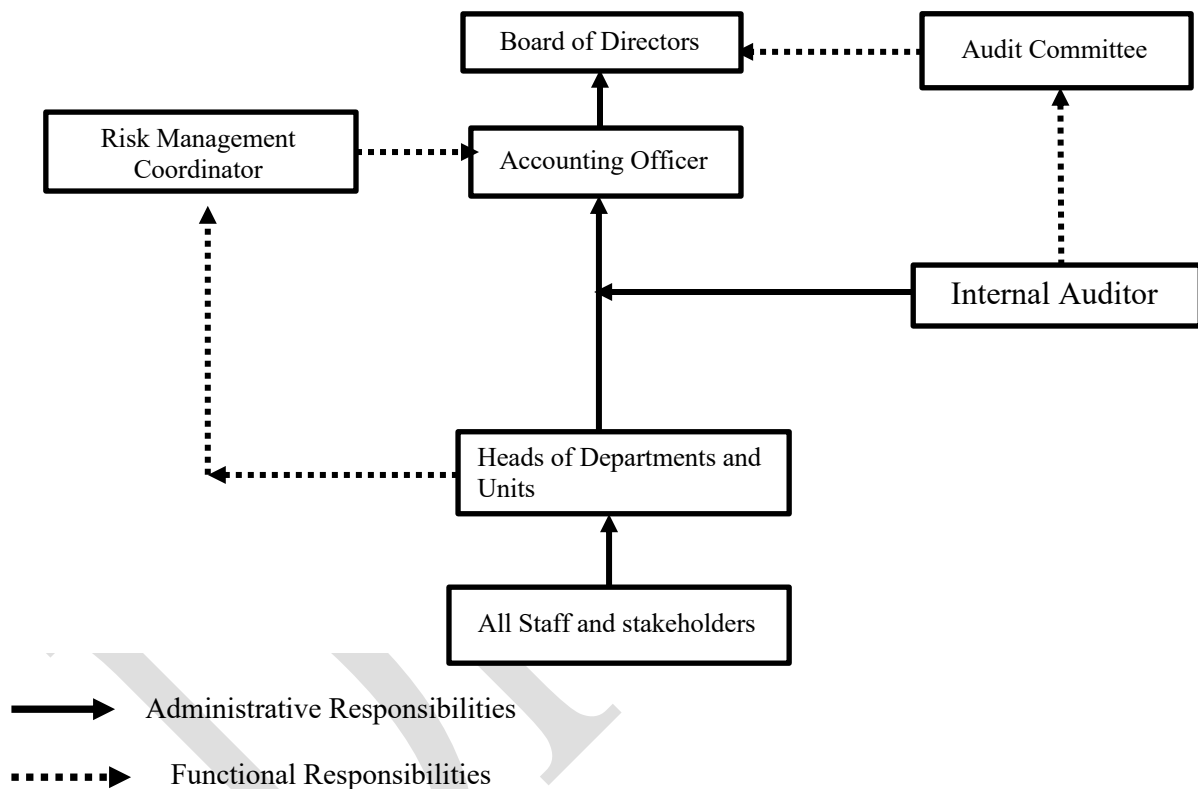 Board of Directors
Audit Committee
Risk Management
Coordinator
Accounting Officer
Internal Auditor
Heads of Departments and
Units
All Staff and stakeholders
Administrative Responsibilities
Functional Responsibilities